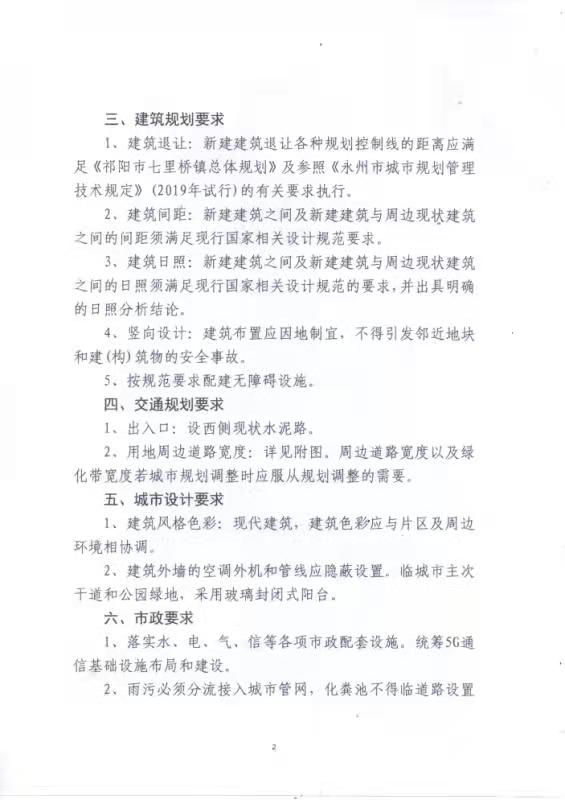 三、建筑规划要求
1、建筑退让：新建建筑退让各种规划控制线的距离应满
足《祁阳市七里桥镇总体规划》及参照《永州市城市规划管理
技术规定》(2019年试行)的有关要求执行。
2、建筑间距：新建建筑之间及新建建筑与周边现状建筑
之间的间距须满足现行国家相关设计规范要求。
3、建筑日照：新建建筑之间及新建建筑与周边现状建筑
之间的日照须满足现行国家相关设计规范的要求,并出具明确
的日照分析结论。
4、竖向设计：建筑布置应因地制宜，不得引发邻近地块
和建(构)筑物的安全事故。
5、按规范要求配建无障碍设施。
四、交通规划要求
1、出入口：设西侧现状水泥路。
2、用地周边道路宽度：详见附图。周边道路宽度以及绿
化带宽度若城市规划调整时应服从规划调整的需要。
五、城市设计要求
1、建筑风格色彩：现代建筑，建筑色彩应与片区及周边
环境相协调。
2、建筑外墙的空调外机和管线应隐蔽设置。临城市主次
干道和公园绿地，采用玻璃封闭式阳台。
六、市政要求
1、落实水、电、气、信等各项市政配套设施。统筹5G通
信基础设施布局和建设。
2、雨污必须分流接入城市管网，化粪池不得临道路设置
2